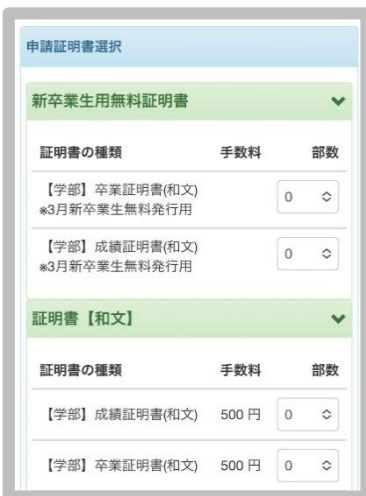 申請証明書選択
新卒業生用無料証明書
証明書の種類 手数料 部数
【学部】卒業証明書(和文)
※3月新卒業生無料発行用
0
【学部】成績証明書(和文)
※3月新卒業生無料発行用
0
証明書【和文】
証明書の種類 手数料 部数
【学部】成績証明書(和文) 500 円 0
【学部】卒業証明書(和文) 500 円 0